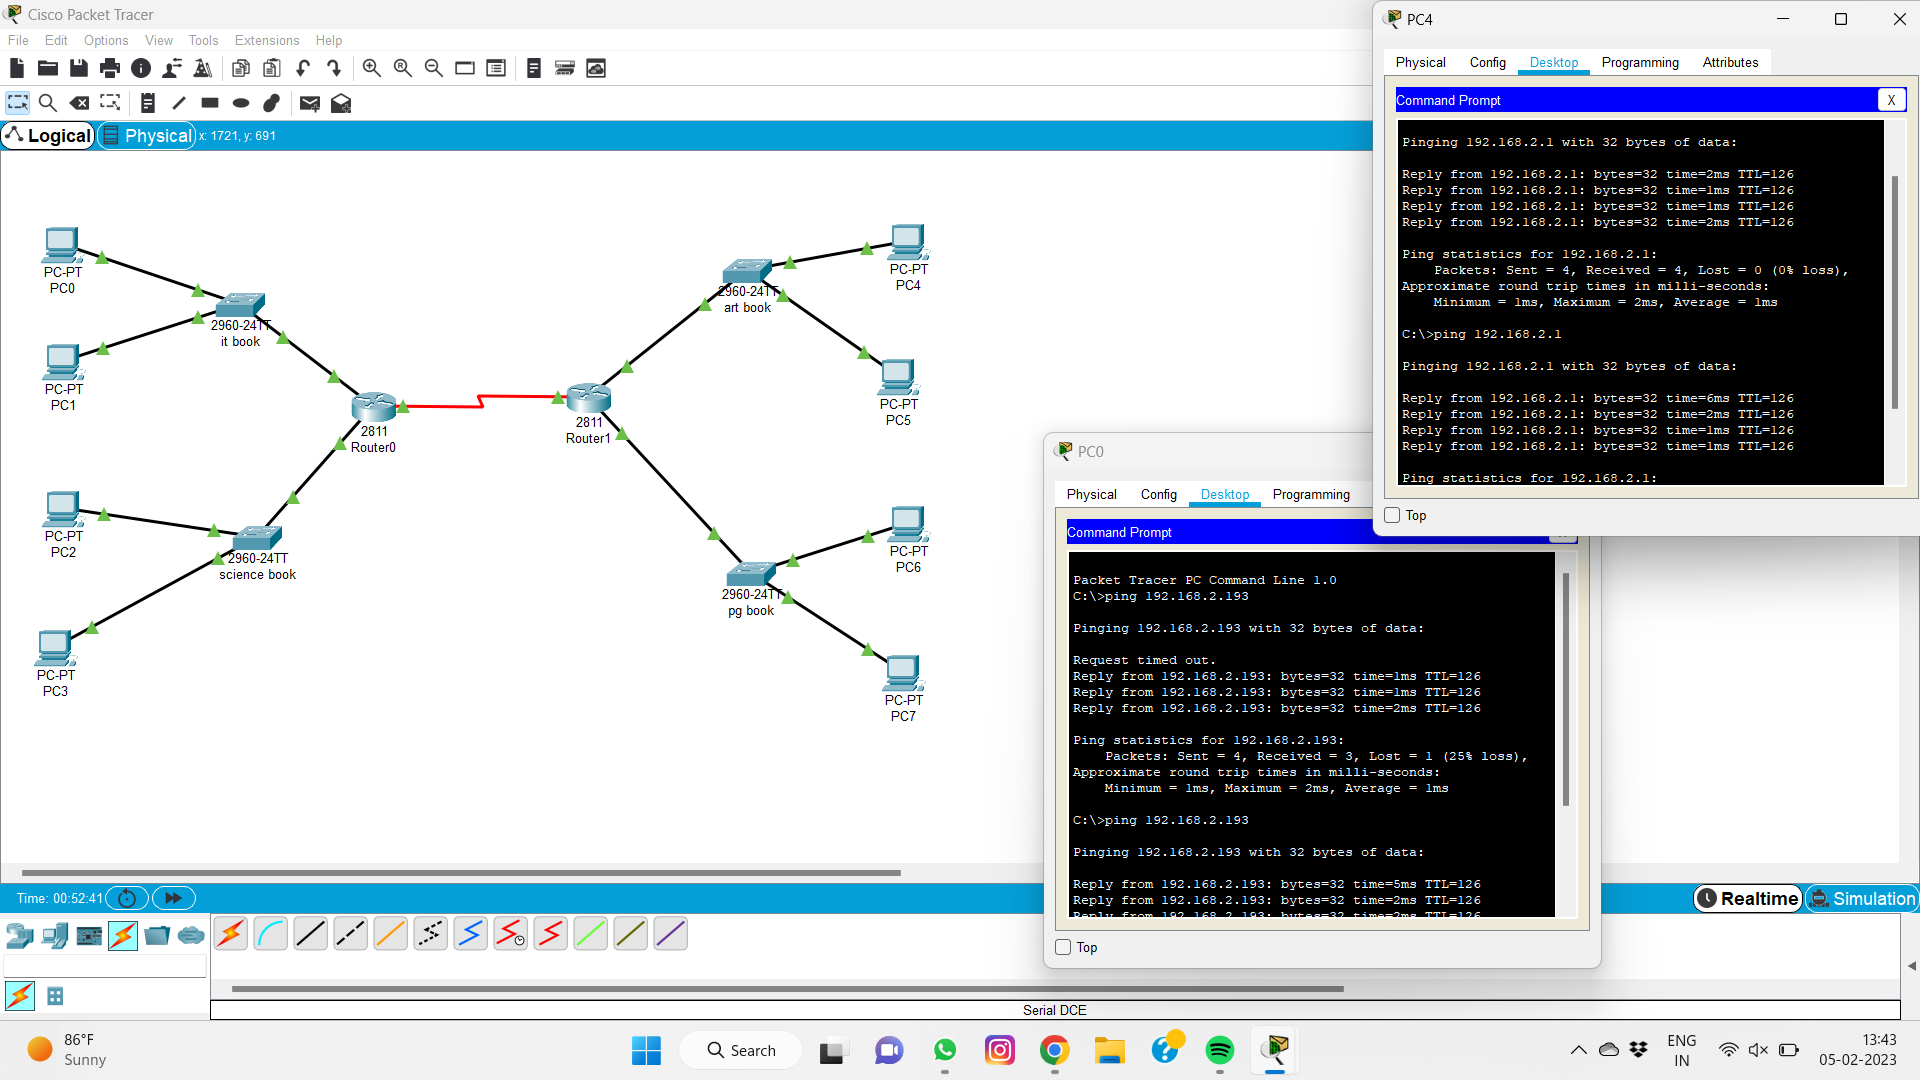 Cisco Packet Tracer
File Edit Options View Tools Extensions Help
Logical
Physical
x: 1721, y: 691
PC-PT
PC0
2960-24TT
it book
PC-PT
PC1
2811
Router0
PC-PT
PC2
2960-24TT
science book
PC-PT
PC3
2811
Router1
2960-24TT
art book
PC-PT
PC4
PC-PT
PC5
PC-PT
PC6
2960-24TT
pg book
PC-PT
PC7
PC4
Physical Config Desktop Programming Attributes
Command Prompt
X
Pinging 192.168.2.1 with 32 bytes of data:
Reply from 192.168.2.1: bytes=32 time=2ms TTL=126
Reply from 192.168.2.1: bytes=32 time=1ms TTL=126
Reply from 192.168.2.1: bytes=32 time=1ms TTL=126
Reply from 192.168.2.1: bytes=32 time=2ms TTL=126
Ping statistics for 192.168.2.1:
Packets: Sent = 4, Received = 4, Lost = 0 (0% loss),
Approximate round trip times in milli-seconds:
Minimum = 1ms, Maximum = 2ms, Average = 1ms
C:\>ping 192.168.2.1
Pinging 192.168.2.1 with 32 bytes of data:
Reply from 192.168.2.1: bytes=32 time=6ms TTL=126
Reply from 192.168.2.1: bytes=32 time=2ms TTL=126
Reply from 192.168.2.1: bytes=32 time=1ms TTL=126
Reply from 192.168.2.1: bytes=32 time=1ms TTL=126
Ping statistics for 192.168.2.1:
Top
PC0
Physical Config Desktop Programming
Command Prompt
Packet Tracer PC Command Line 1.0
C:\>ping 192.168.2.193
Pinging 192.168.2.193 with 32 bytes of data:
Request timed out.
Reply from 192.168.2.193: bytes=32 time=1ms TTL=126
Reply from 192.168.2.193: bytes=32 time=1ms TTL=126
Reply from 192.168.2.193: bytes=32 time=2ms TTL=126
Ping statistics for 192.168.2.193:
Packets: Sent = 4, Received = 3, Lost = 1 (25% loss),
Approximate round trip times in milli-seconds:
Minimum = 1ms, Maximum = 2ms, Average = 1ms
C:\>ping 192.168.2.193
Pinging 192.168.2.193 with 32 bytes of data:
Reply from 192.168.2.193: bytes=32 time=5ms TTL=126
Reply from 192.168.2.193: bytes=32 time=2ms TTL=126
Reply from 192.168.2.193: bytes=32 time=2ms TTL=126
Top
Time: 00:52:41
Realtime
Simulation
Serial DCE
86°F
Sunny
Search
ENG
IN
13:43
05-02-2023